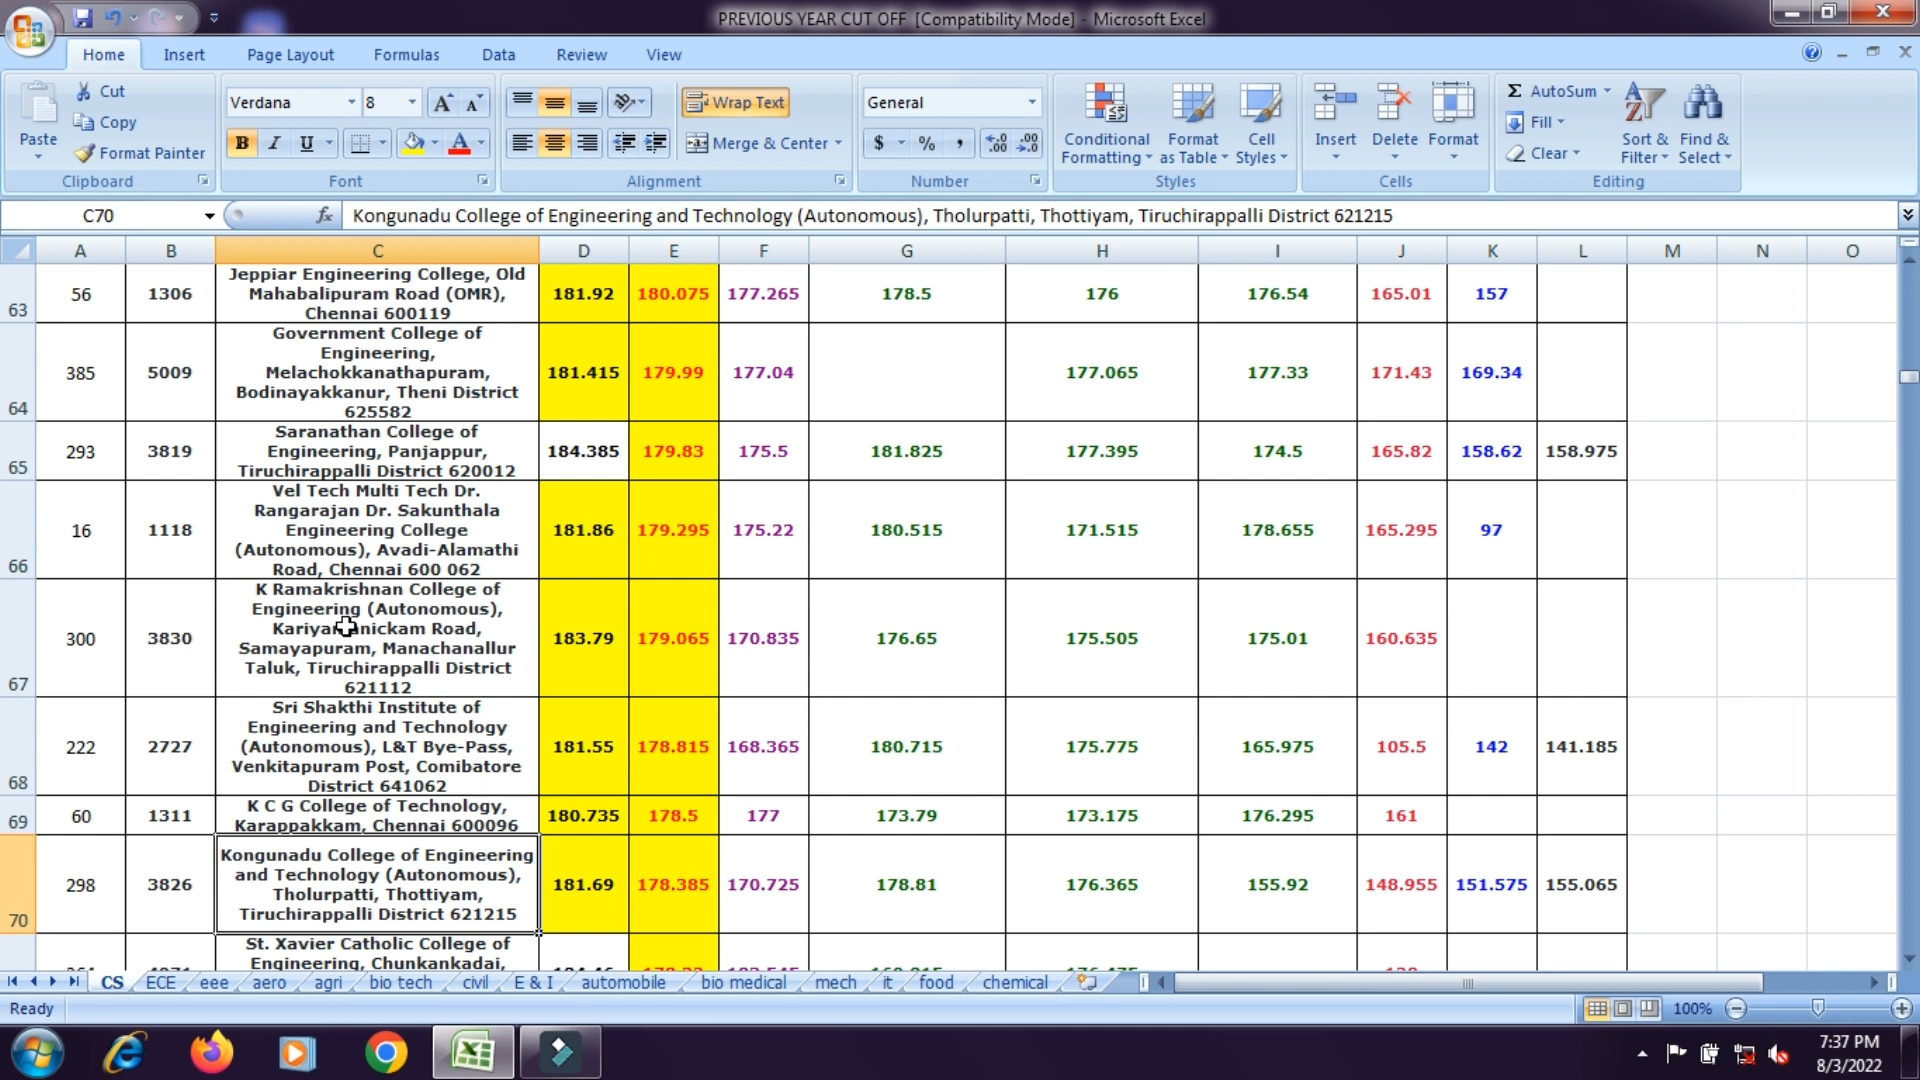 PREVIOUS YEAR CUT OFF  [Compatibility Mode] - Microsoft Excel
Home Insert Page Layout Formulas Data Review View
Paste
Cut
Copy
Format Painter
Clipboard
Verdana 8
B I U
Font
Wrap Text
Merge & Center
Alignment
General
$ % ,
Number
Conditional Formatting
Format as Table
Cell Styles
Styles
Insert Delete Format
Cells
Σ AutoSum
Fill
Clear
Sort & Filter
Find & Select
Editing
C70 fx Kongunadu College of Engineering and Technology (Autonomous), Tholurpatti, Thottiyam, Tiruchirappalli District 621215
A B C D E F G H I J K L M N O
63 56 1306 Jeppiar Engineering College, Old
Mahabalipuram Road (OMR),
Chennai 600119 181.92 180.075 177.265 178.5 176 176.54 165.01 157
64 385 5009 Government College of
Engineering,
Melachokkanathapuram,
Bodinayakkanur, Theni District
625582 181.415 179.99 177.04 177.065 177.33 171.43 169.34
65 293 3819 Saranathan College of
Engineering, Panjappur,
Tiruchirappalli District 620012 184.385 179.83 175.5 181.825 177.395 174.5 165.82 158.62 158.975
66 16 1118 Vel Tech Multi Tech Dr.
Rangarajan Dr. Sakunthala
Engineering College
(Autonomous), Avadi-Alamathi
Road, Chennai 600 062 181.86 179.295 175.22 180.515 171.515 178.655 165.295 97
67 300 3830 K Ramakrishnan College of
Engineering (Autonomous),
Kariyamanickam Road,
Samayapuram, Manachanallur
Taluk, Tiruchirappalli District
621112 183.79 179.065 170.835 176.65 175.505 175.01 160.635
68 222 2727 Sri Shakthi Institute of
Engineering and Technology
(Autonomous), L&T Bye-Pass,
Venkitapuram Post, Comibatore
District 641062 181.55 178.815 168.365 180.715 175.775 165.975 105.5 142 141.185
69 60 1311 K C G College of Technology,
Karappakkam, Chennai 600096 180.735 178.5 177 173.79 173.175 176.295 161
70 298 3826 Kongunadu College of Engineering
and Technology (Autonomous),
Tholurpatti, Thottiyam,
Tiruchirappalli District 621215 181.69 178.385 170.725 178.81 176.365 155.92 148.955 151.575 155.065
St. Xavier Catholic College of
Engineering, Chunkankadai,
CS ECE eee aero agri bio tech civil E & I automobile bio medical mech it food chemical
Ready 100%
7:37 PM
8/3/2022